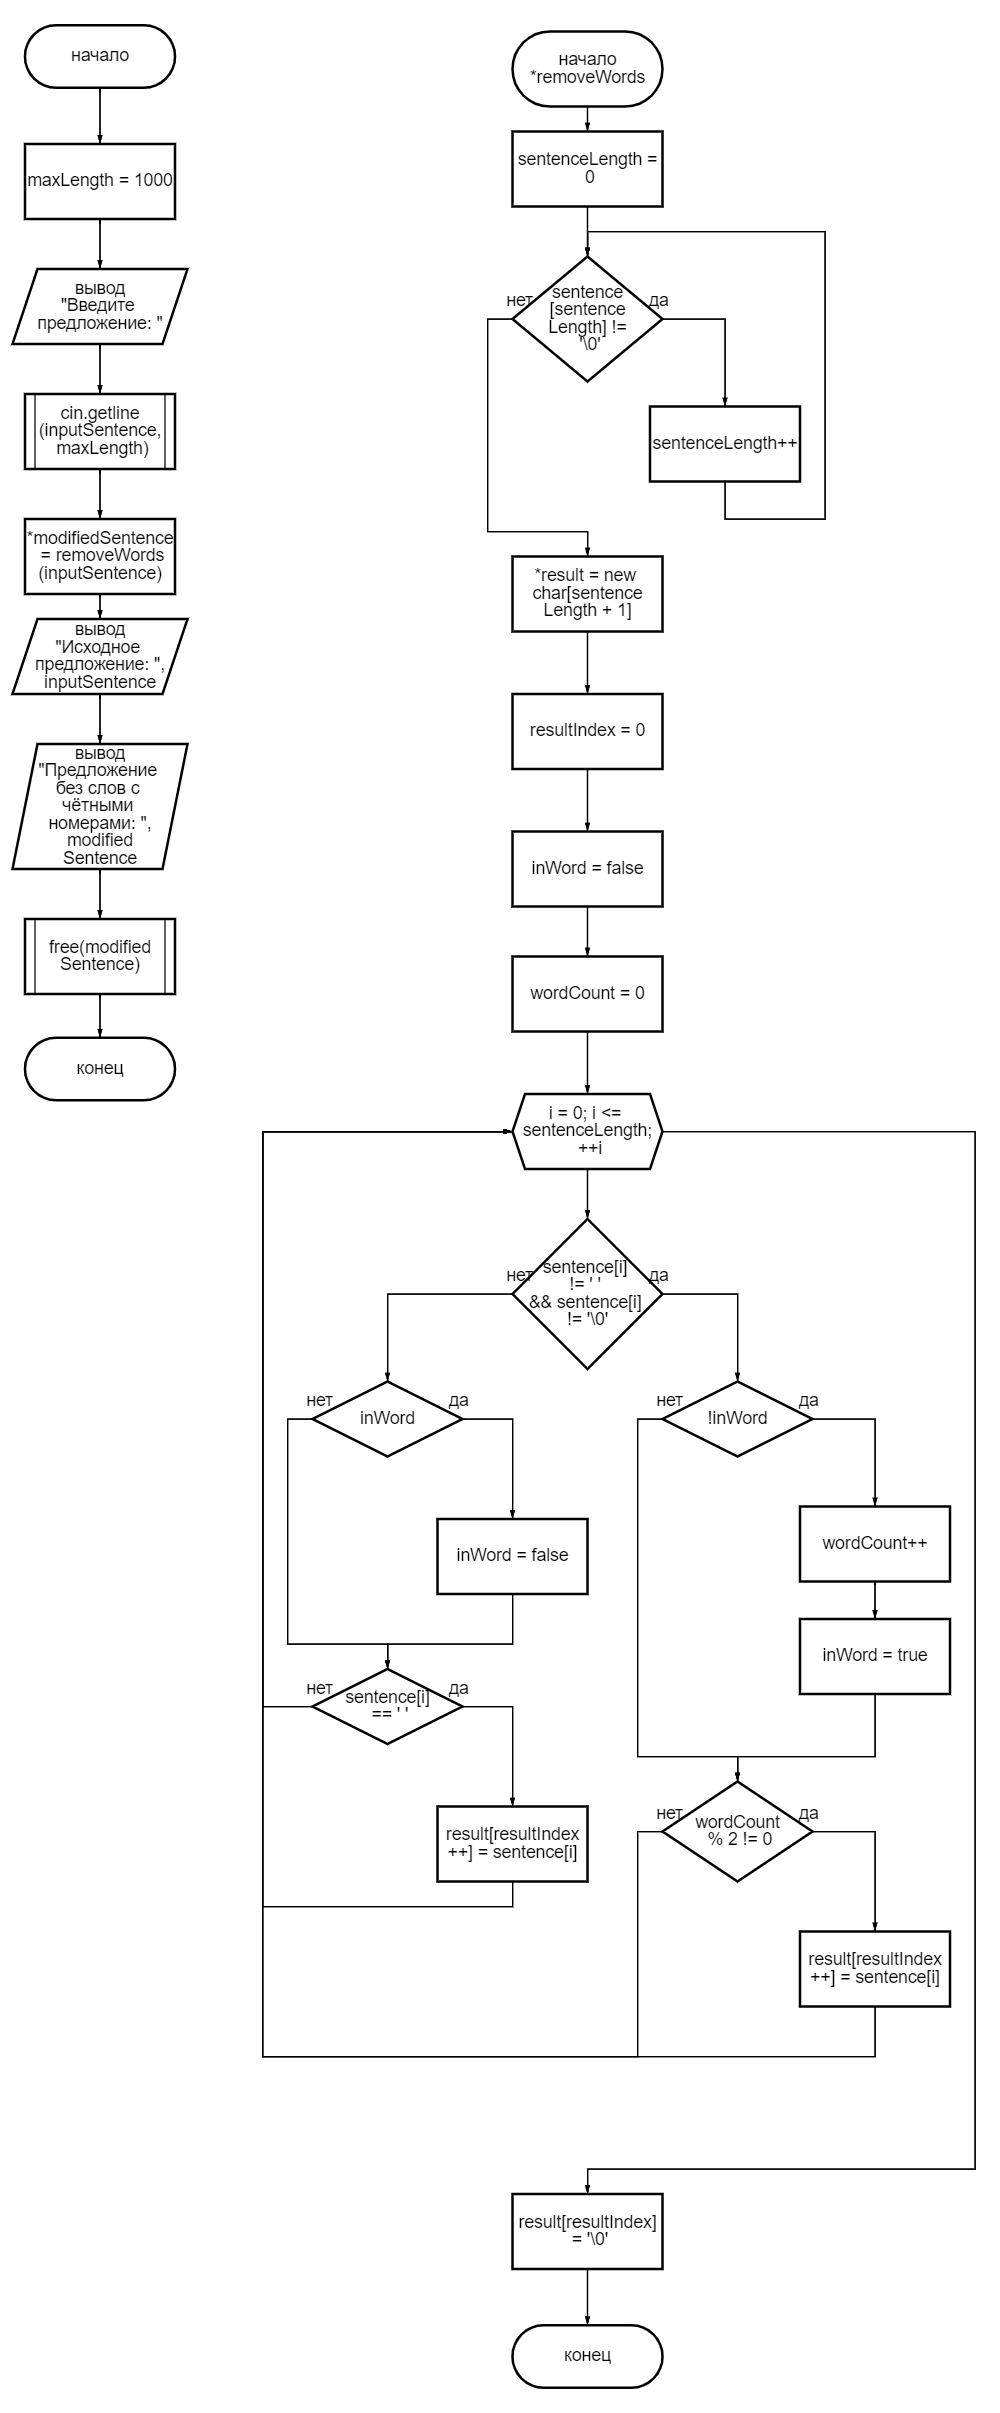 начало
maxLength = 1000
вывод
"Введите
предложение: "
cin.getline
(inputSentence,
maxLength)
*modifiedSentence
= removeWords
(inputSentence)
вывод
"Исходное
предложение: ",
inputSentence
вывод
"Предложение
без слов с
чётными
номерами: ",
modified
Sentence
free(modified
Sentence)
конец
начало
*removeWords
sentenceLength =
0
sentence
[sentence
Length] !=
'\0'
нет
да
sentenceLength++
*result = new
char[sentence
Length + 1]
resultIndex = 0
inWord = false
wordCount = 0
i = 0; i <=
sentenceLength;
++i
sentence[i]
!= ' '
&& sentence[i]
!= '\0'
нет
да
нет
inWord
да
inWord = false
нет
sentence[i]
== ' '
да
result[resultIndex
++] = sentence[i]
нет
!inWord
да
wordCount++
inWord = true
нет
wordCount
% 2 != 0
да
result[resultIndex
++] = sentence[i]
result[resultIndex]
= '\0'
конец